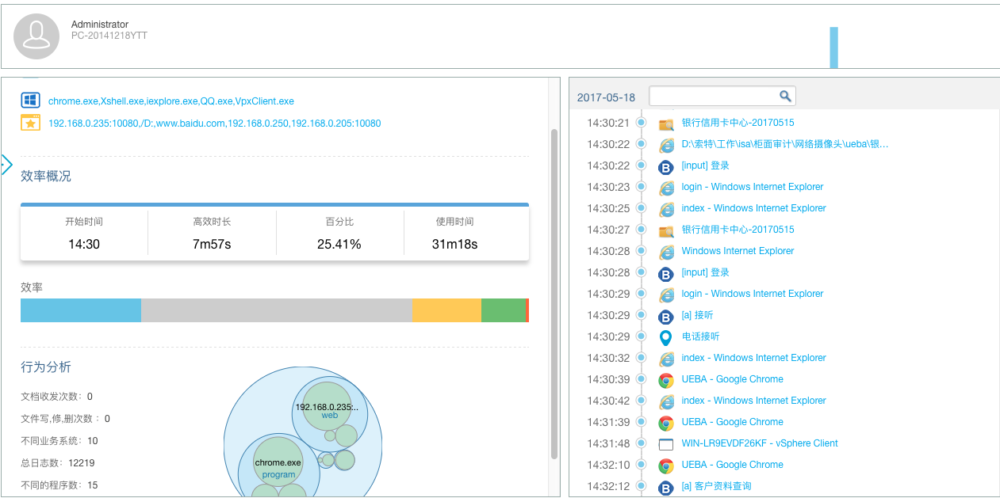 Administrator
PC-20141218YTT
chrome.exe,Xshell.exe,iexplore.exe,QQ.exe,VpxClient.exe
192.168.0.235:10080,/D:,www.baidu.com,192.168.0.250,192.168.0.205:10080
效率概况
开始时间 高效时长 百分比 使用时间
14:30 7m57s 25.41% 31m18s
效率
行为分析
文档收发次数：0
文件写,修,删次数：0
不同业务系统：10
总日志数：12219
不同的程序数：15
192.168.0.235:..
web
chrome.exe
program
2017-05-18
14:30:21 银行信用卡中心-20170515
14:30:22 D:\索特\工作\isa\柜面审计\网络摄像头\ueba\银...
14:30:22 [input] 登录
14:30:23 login - Windows Internet Explorer
14:30:25 index - Windows Internet Explorer
14:30:27 银行信用卡中心-20170515
14:30:28 Windows Internet Explorer
14:30:28 [input] 登录
14:30:29 login - Windows Internet Explorer
14:30:29 [a] 接听
14:30:29 电话接听
14:30:32 index - Windows Internet Explorer
14:30:39 UEBA - Google Chrome
14:30:42 index - Windows Internet Explorer
14:31:39 UEBA - Google Chrome
14:31:48 WIN-LR9EVDF26KF - vSphere Client
14:32:10 UEBA - Google Chrome
14:32:12 [a] 客户资料查询